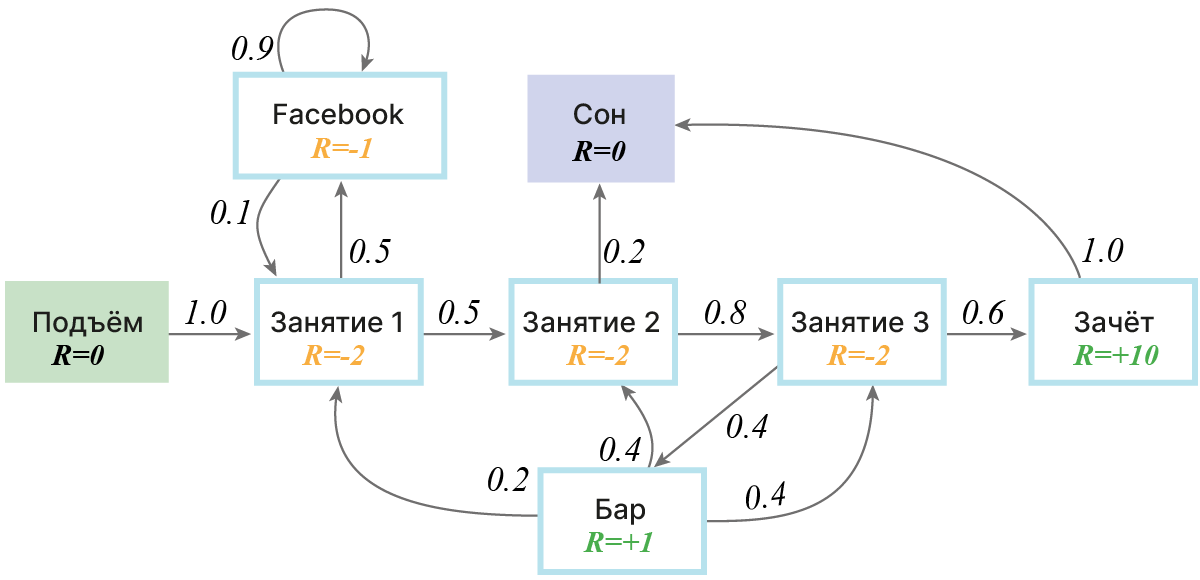 0.9
Facebook
R=-1
Сон
R=0
0.1
0.5
0.2
1.0
Подъём
R=0
1.0
Занятие 1
R=-2
0.5
Занятие 2
R=-2
0.8
Занятие 3
R=-2
0.6
Зачёт
R=+10
0.4
0.4
0.2
0.4
Бар
R=+1